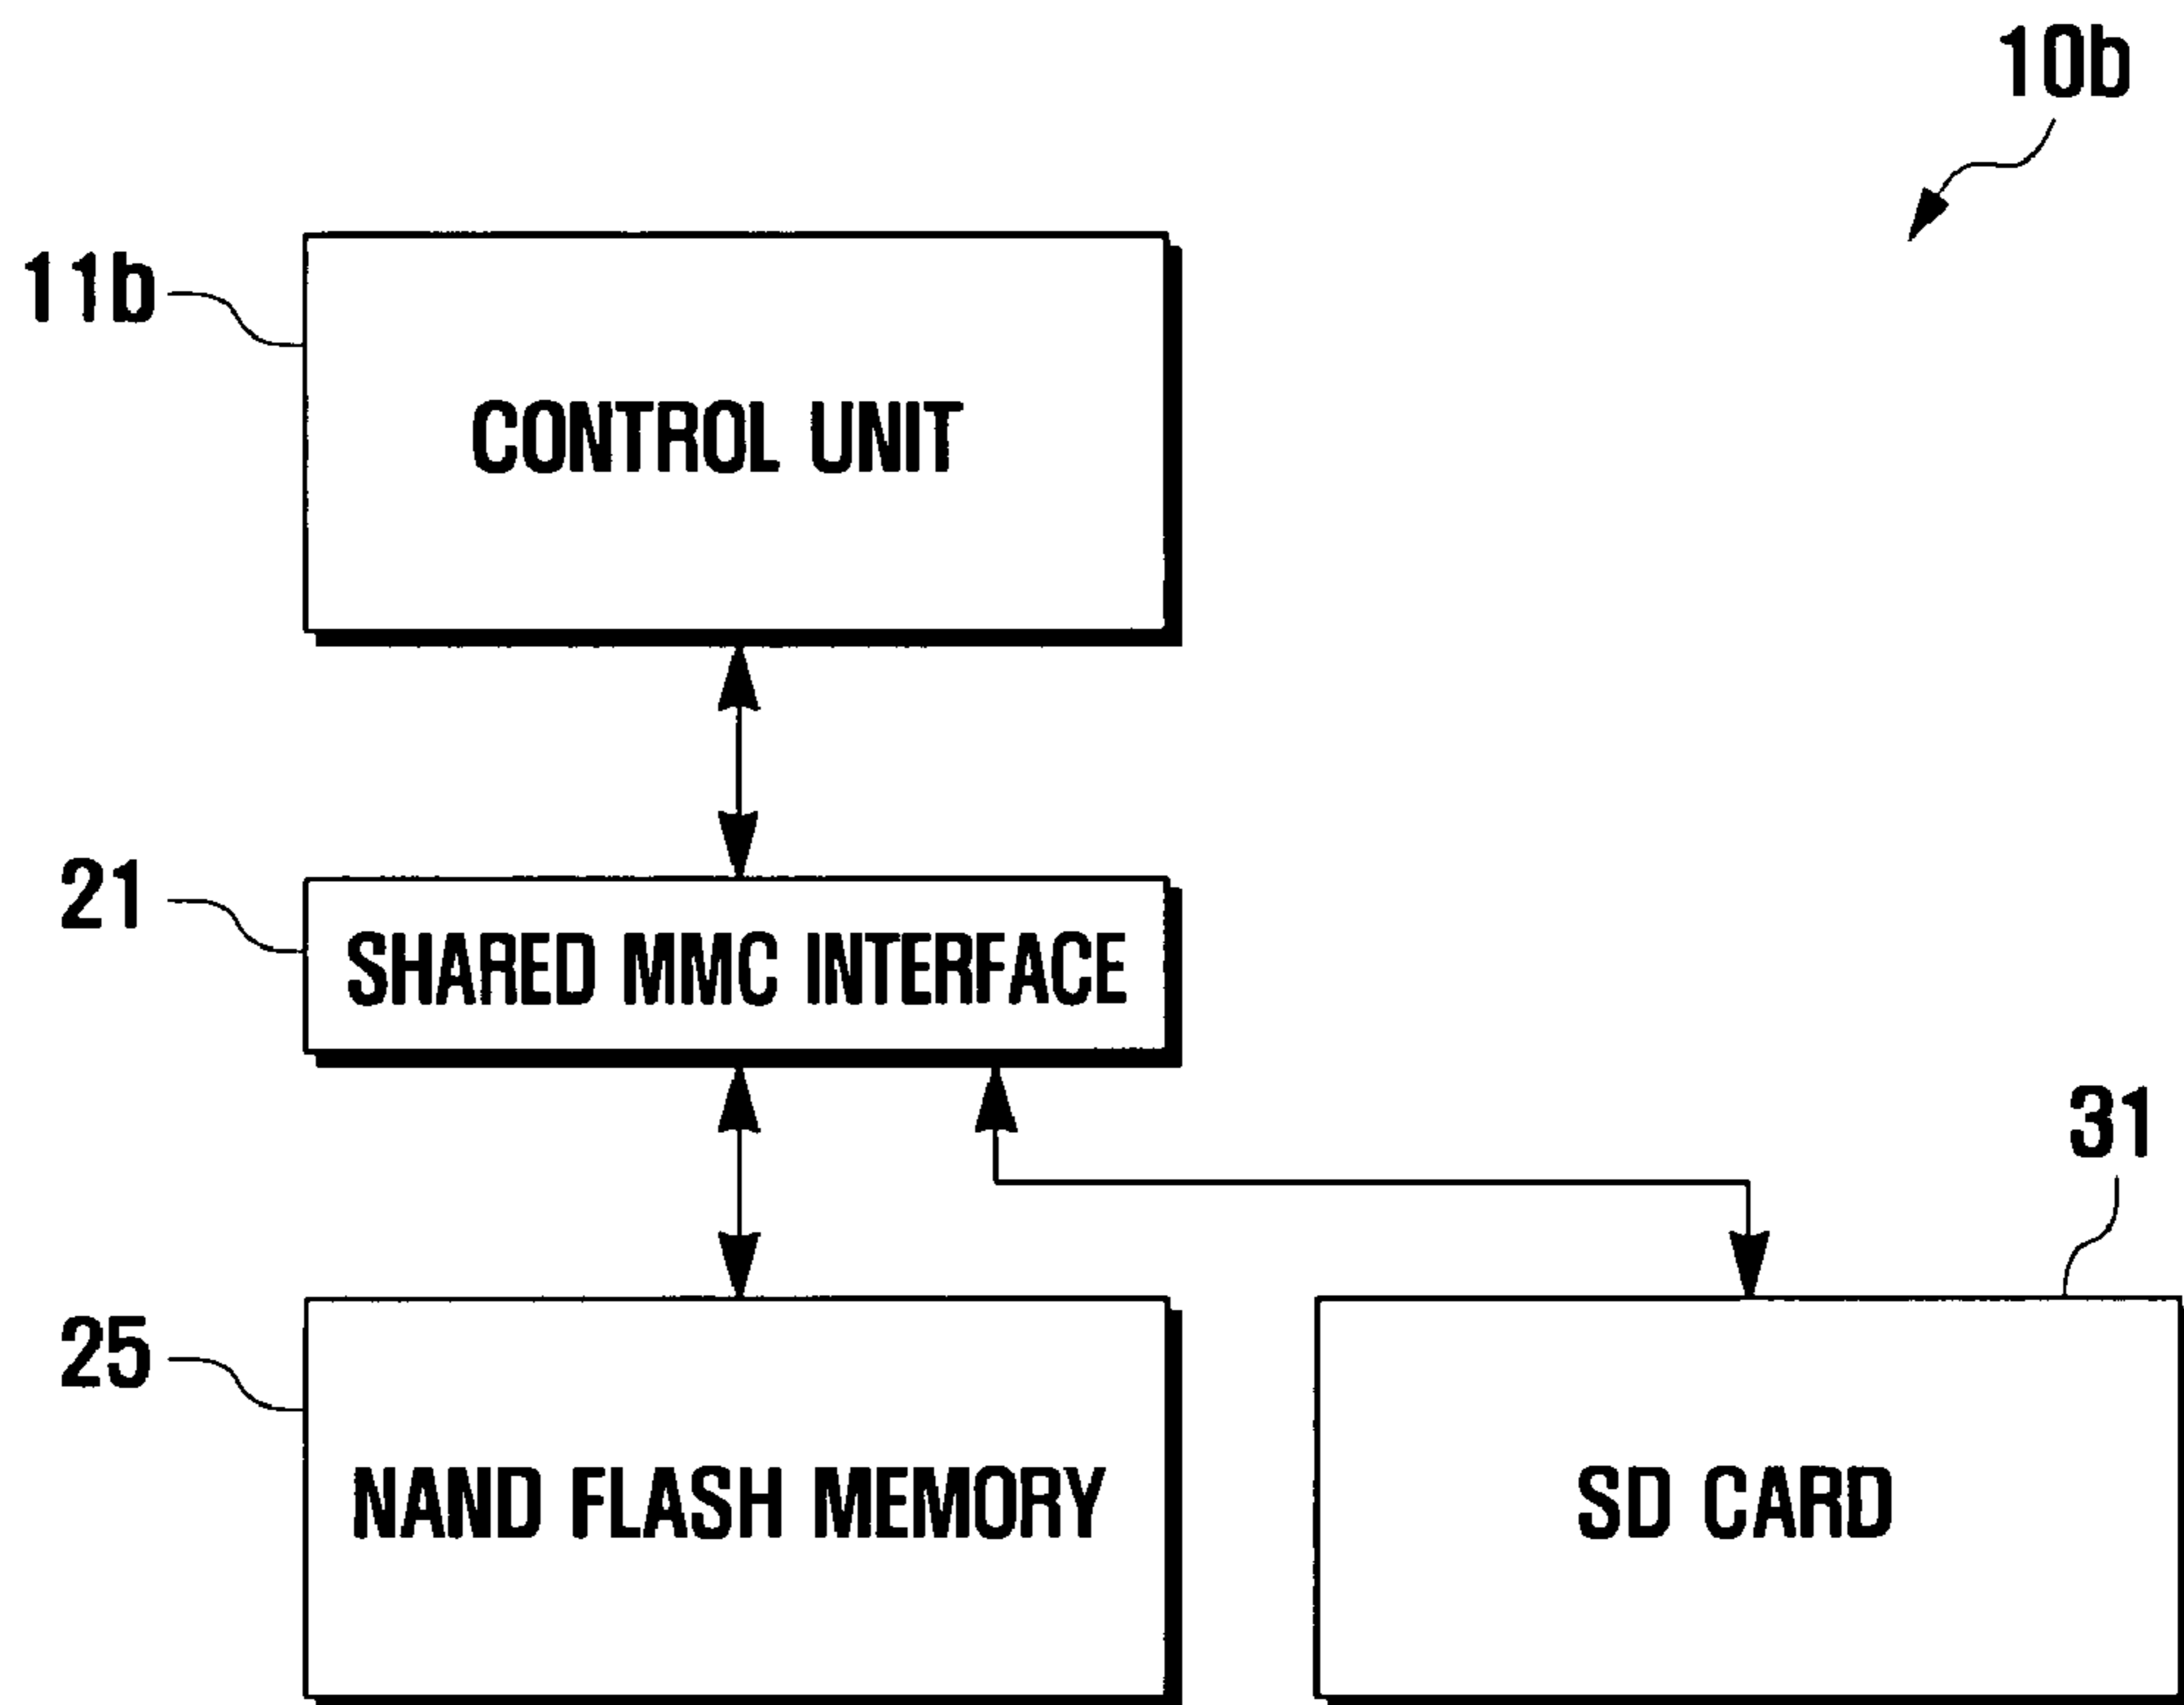 10b
11b
CONTROL UNIT
21
SHARED MMC INTERFACE
31
25
NAND FLASH MEMORY
SD CARD